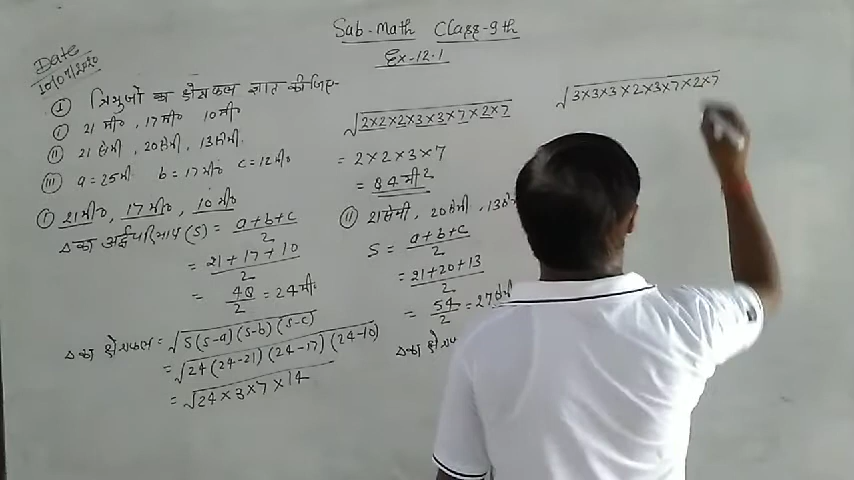 Sub-Math Class-9th
Ex-12.1
Date
10/07/2020
① त्रिभुजों का क्षेत्रफल ज्ञात कीजिए-
ⅰ 21 मी०, 17 मी० 10 मी०
ⅱ 21 सेमी, 20 सेमी, 13 सेमी.
ⅲ a = 25मी० b = 17 मी० c = 12 मी०
ⅰ 21 मी०, 17 मी०, 10 मी०
Δ का अर्द्धपरिमाप (S) = a+b+c / 2
= 21+17+10 / 2
= 48 / 2 = 24 मी.
Δ का क्षेत्रफल = √S(S-a)(S-b)(S-c)
= √24(24-21)(24-17)(24-10)
= √24×3×7×14
√2×2×2×3×3×7×2×7
= 2×2×3×7
= 84 मी²
ⅱ 21 सेमी, 20 सेमी, 13 से
S = a+b+c / 2
= 21+20+13 / 2
= 54 / 2 = 27 सेमी
Δ का क्षेत्रफ
√3×3×3×2×3×7×2×7